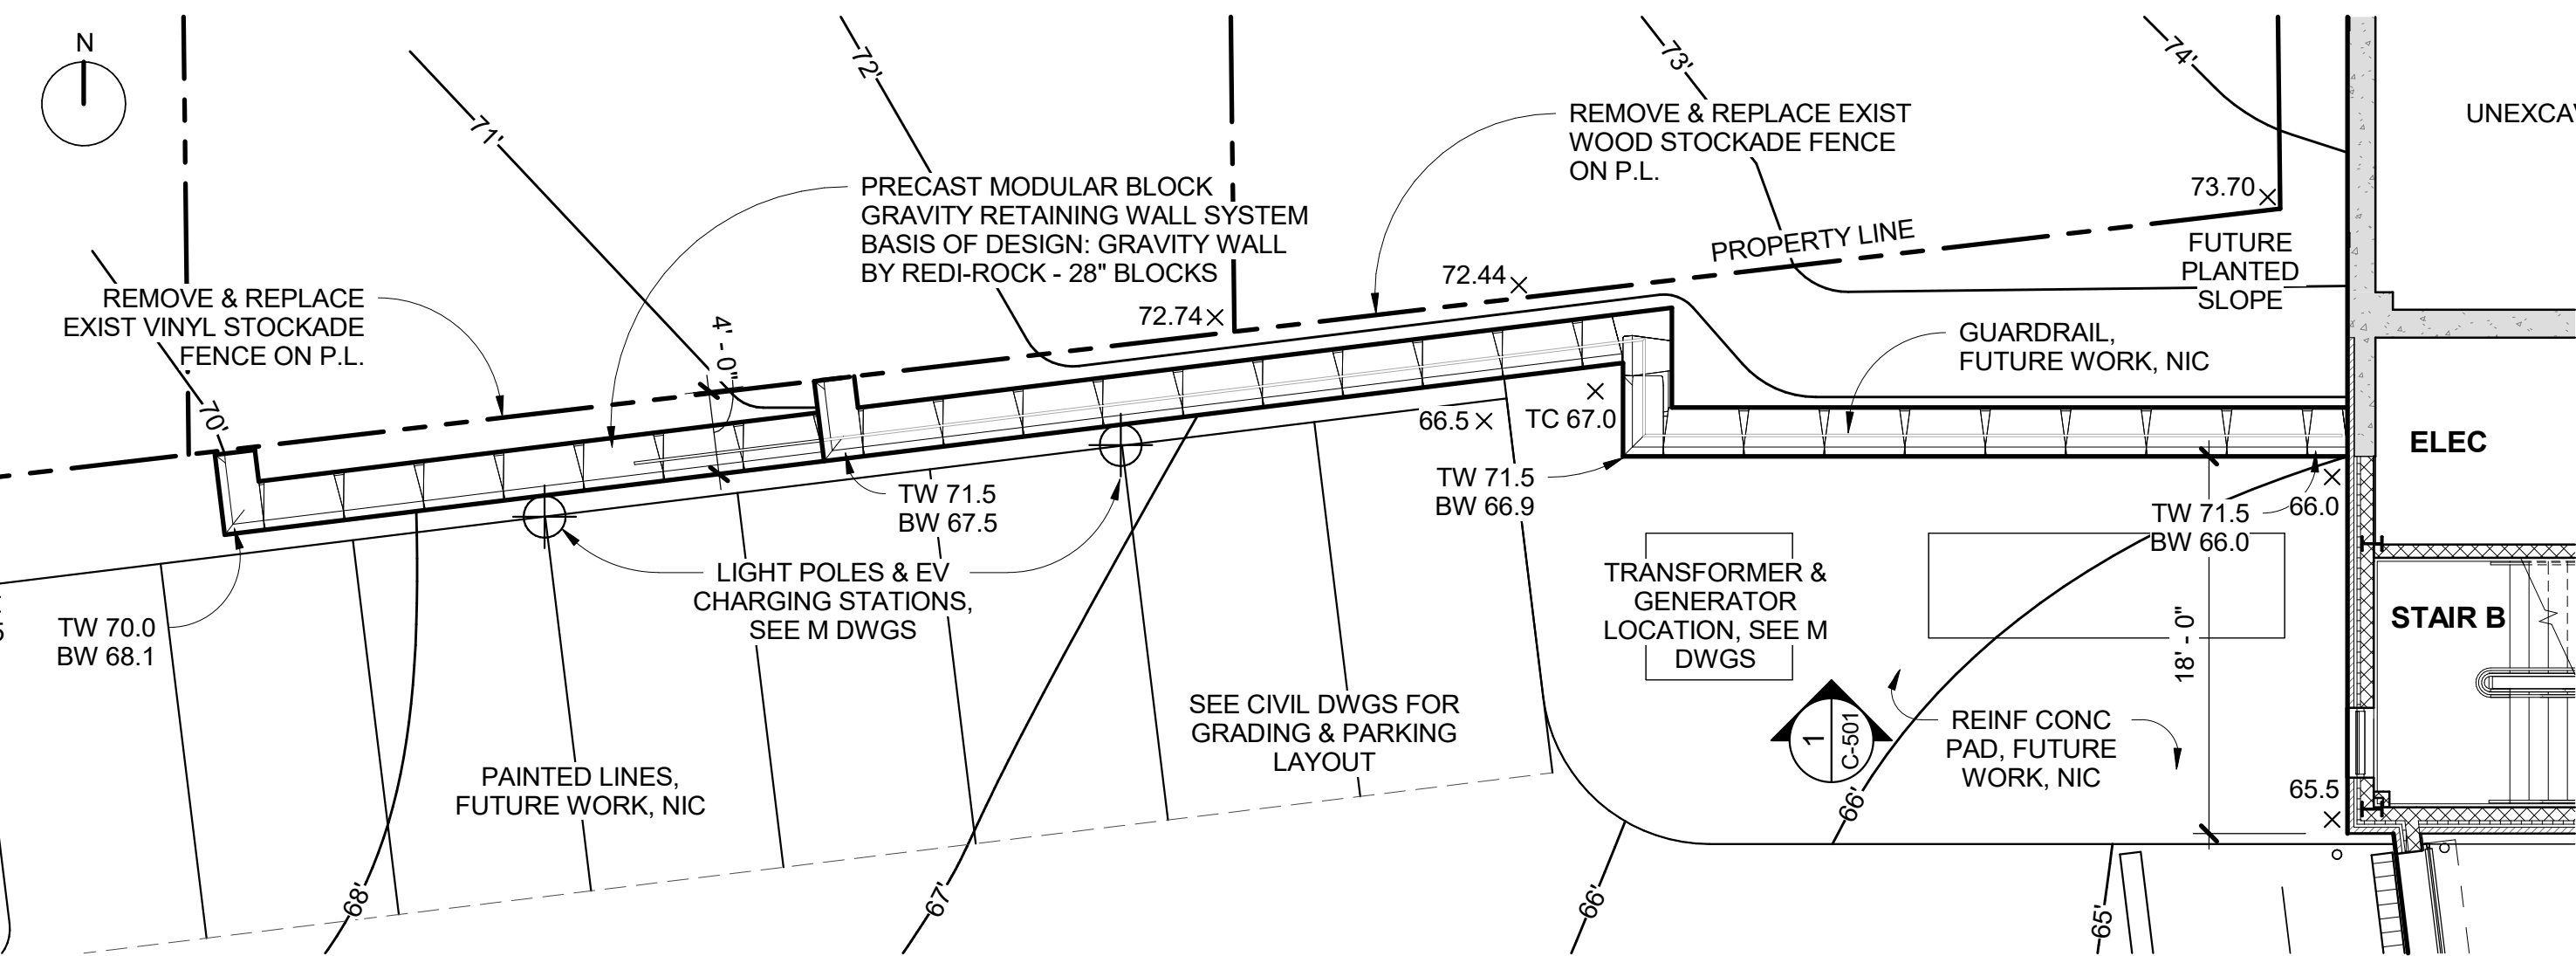 N
71'
72'
73'
74'
UNEXCAV
REMOVE & REPLACE EXIST
WOOD STOCKADE FENCE
ON P.L.
PRECAST MODULAR BLOCK
GRAVITY RETAINING WALL SYSTEM
BASIS OF DESIGN: GRAVITY WALL
BY REDI-ROCK - 28" BLOCKS
73.70
PROPERTY LINE
FUTURE
PLANTED
SLOPE
72.44
72.74
REMOVE & REPLACE
EXIST VINYL STOCKADE
FENCE ON P.L.
4' - 0"
GUARDRAIL,
FUTURE WORK, NIC
70'
66.5
TC 67.0
ELEC
TW 71.5
BW 67.5
TW 71.5
BW 66.9
TW 71.5
BW 66.0
66.0
LIGHT POLES & EV
CHARGING STATIONS,
SEE M DWGS
TRANSFORMER &
GENERATOR
LOCATION, SEE M
DWGS
STAIR B
TW 70.0
BW 68.1
18' - 0"
SEE CIVIL DWGS FOR
GRADING & PARKING
LAYOUT
1
C-501
REINF CONC
PAD, FUTURE
WORK, NIC
PAINTED LINES,
FUTURE WORK, NIC
65.5
66'
68'
67'
66'
65'